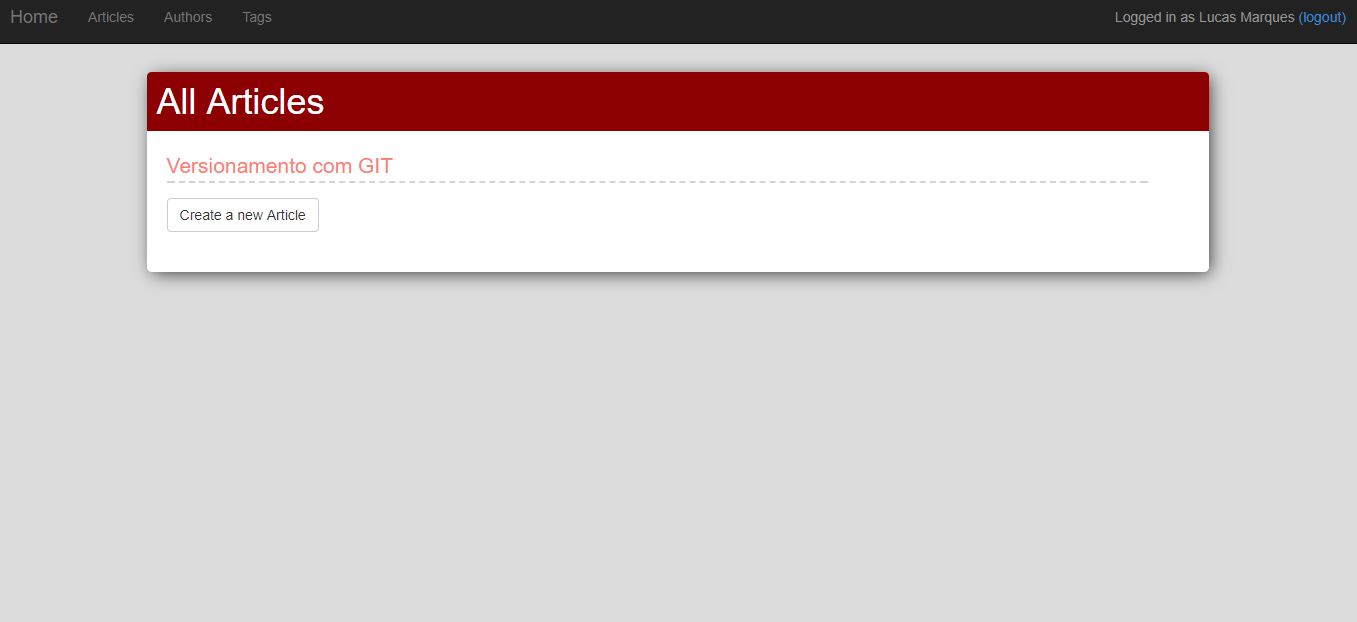 Home Articles Authors Tags Logged in as Lucas Marques (logout)
All Articles
Versionamento com GIT
Create a new Article